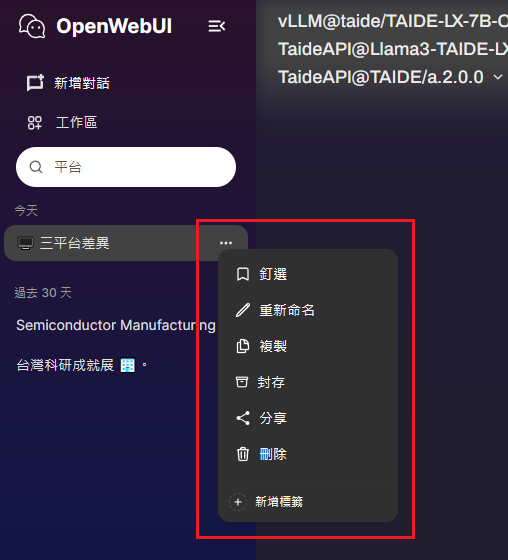 OpenWebUI
新增對話
工作區
平台
今天
三平台差異
過去 30 天
Semiconductor Manufacturing
台灣科研成就展 。
vLLM@taide/TAIDE-LX-7B-C
TaideAPI@Llama3-TAIDE-LX
TaideAPI@TAIDE/a.2.0.0
釘選
重新命名
複製
封存
分享
刪除
新增標籤